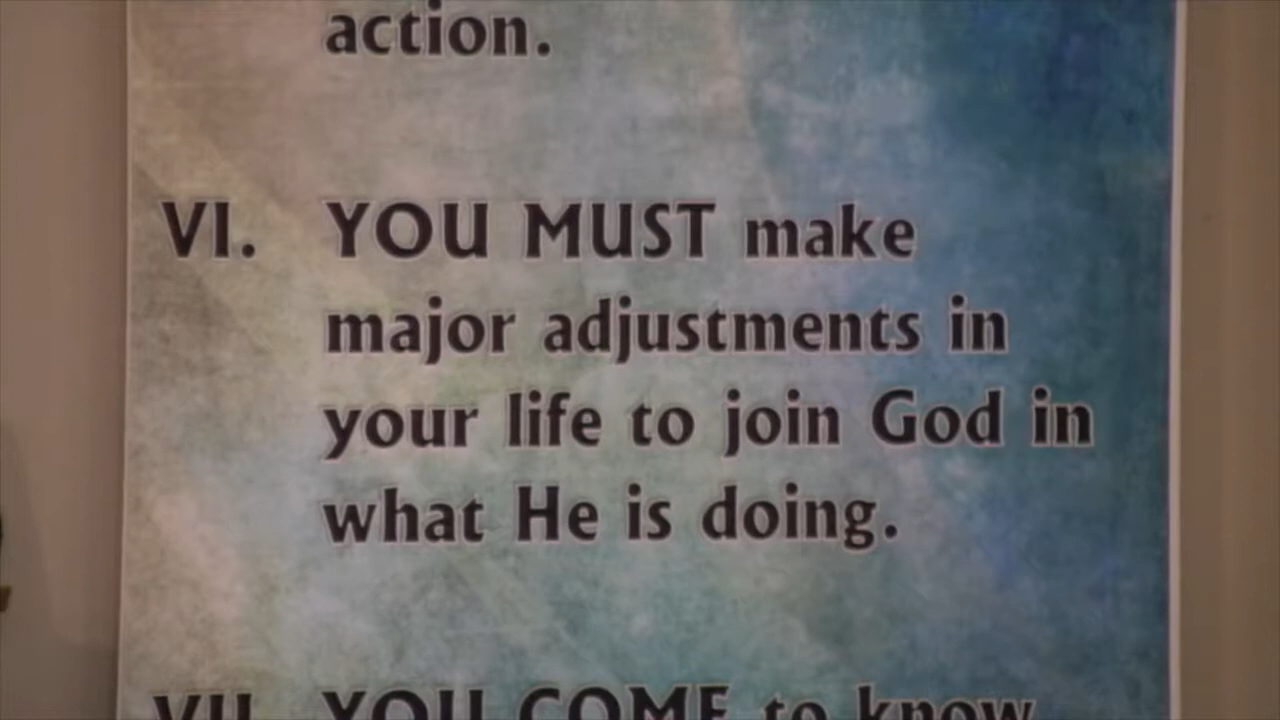 action.
VI. YOU MUST make
major adjustments in
your life to join God in
what He is doing.
VII. YOU COME to know